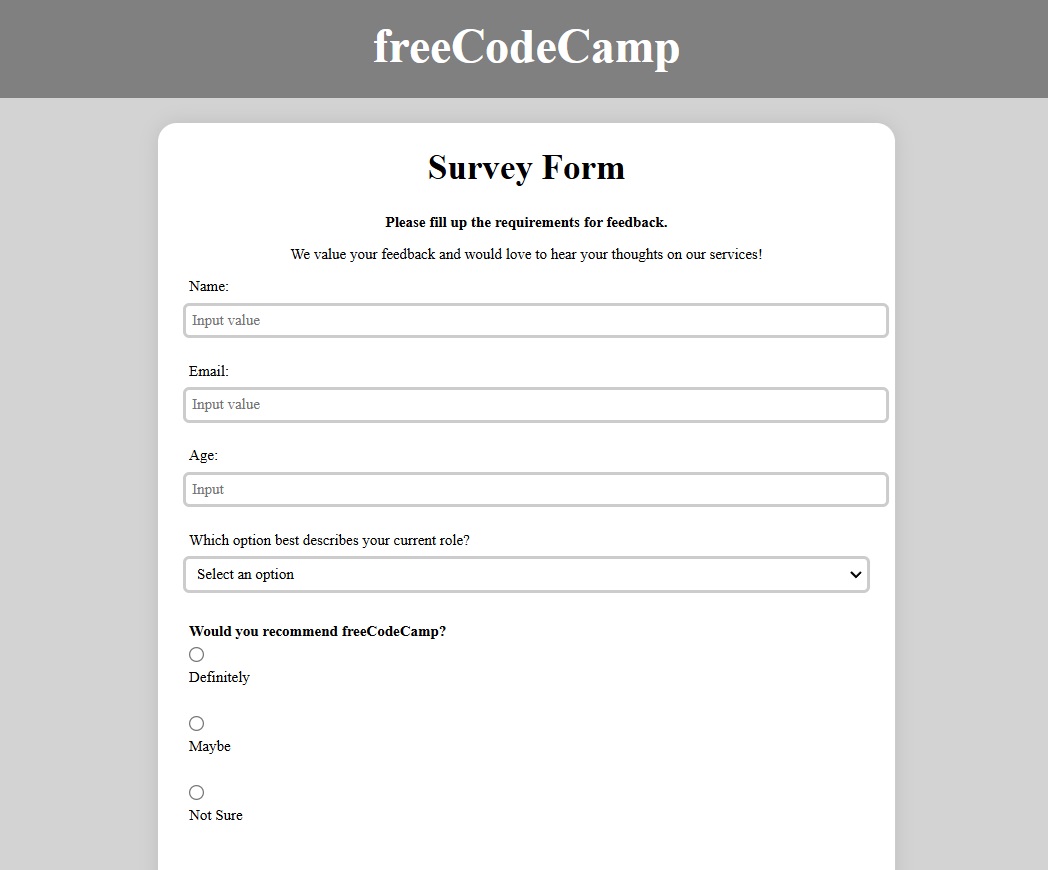 freeCodeCamp
Survey Form
Please fill up the requirements for feedback.
We value your feedback and would love to hear your thoughts on our services!
Name:
Input value
Email:
Input value
Age:
Input
Which option best describes your current role?
Select an option
Would you recommend freeCodeCamp?
Definitely
Maybe
Not Sure